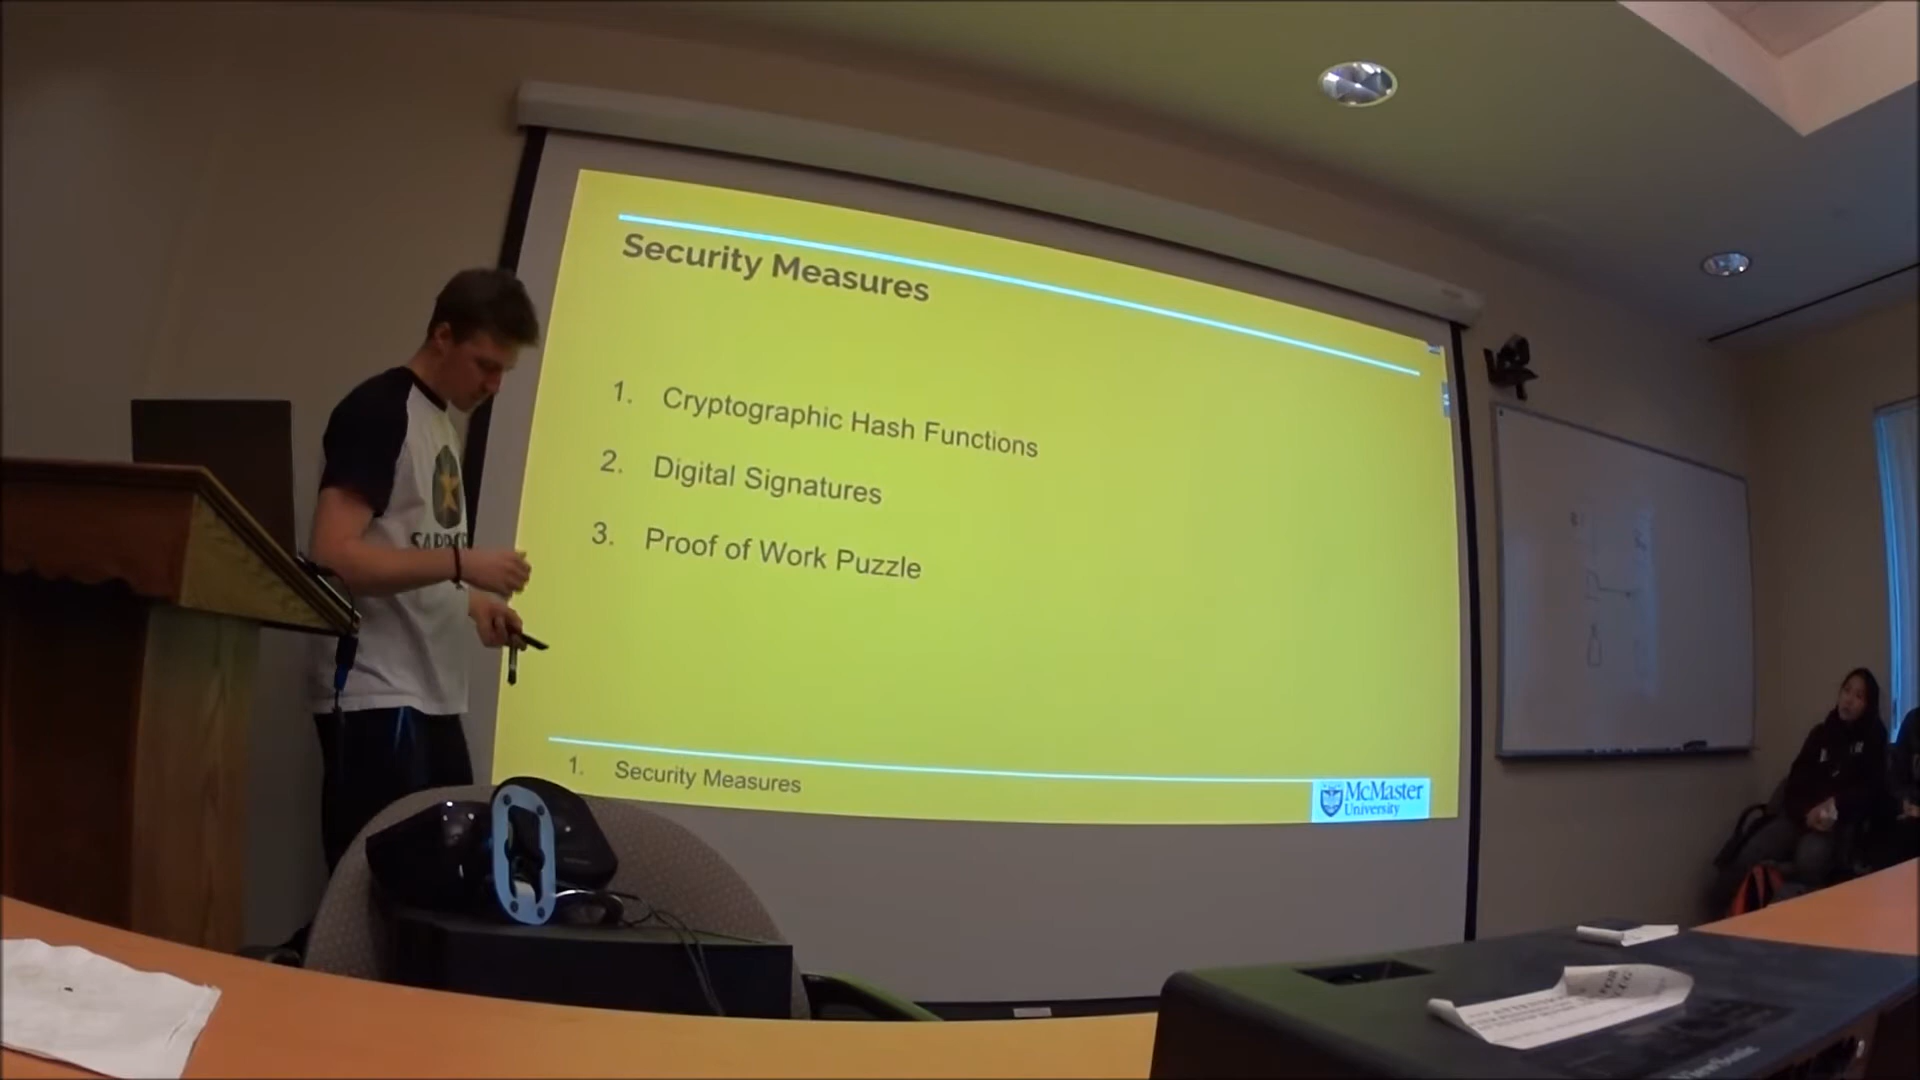 Security Measures
1. Cryptographic Hash Functions
2. Digital Signatures
3. Proof of Work Puzzle
1. Security Measures
McMaster
University
ViewSonic